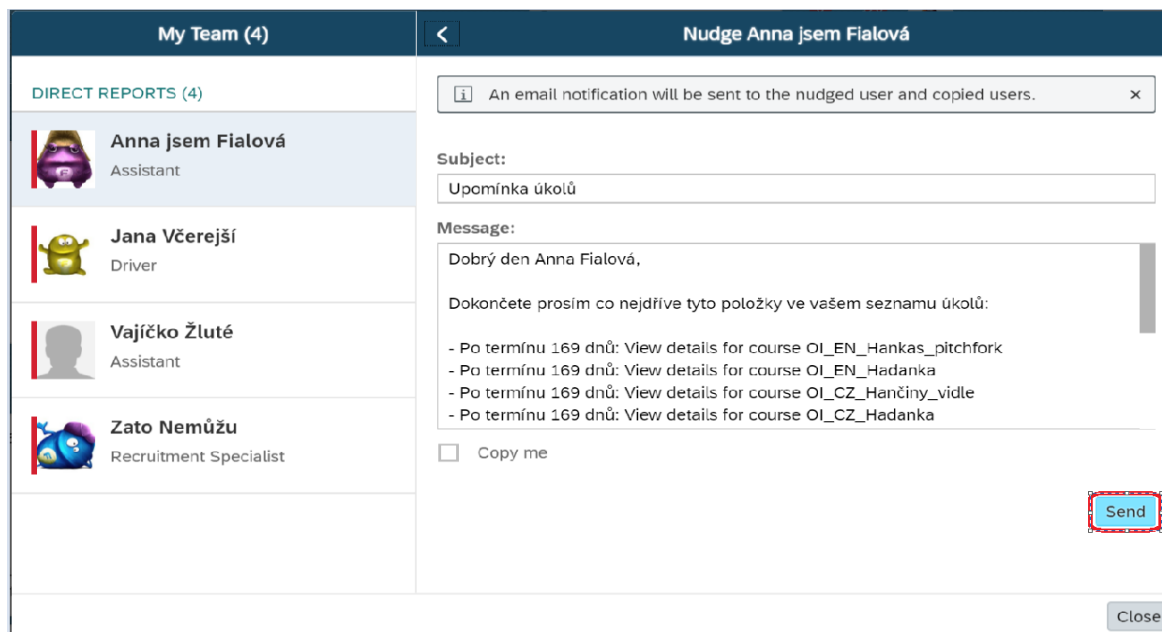 My Team (4)
DIRECT REPORTS (4)
Anna jsem Fialová
Assistant
Jana Včerejší
Driver
Vajíčko Žluté
Assistant
Zato Nemůžu
Recruitment Specialist
Nudge Anna jsem Fialová
An email notification will be sent to the nudged user and copied users.
Subject:
Upomínka úkolů
Message:
Dobrý den Anna Fialová,
Dokončete prosím co nejdříve tyto položky ve vašem seznamu úkolů:
- Po termínu 169 dnů: View details for course OI_EN_Hankas_pitchfork
- Po termínu 169 dnů: View details for course OI_EN_Hadanka
- Po termínu 169 dnů: View details for course OI_CZ_Hančiny_vidle
- Po termínu 169 dnů: View details for course OI_CZ_Hadanka
Copy me
Send
Close